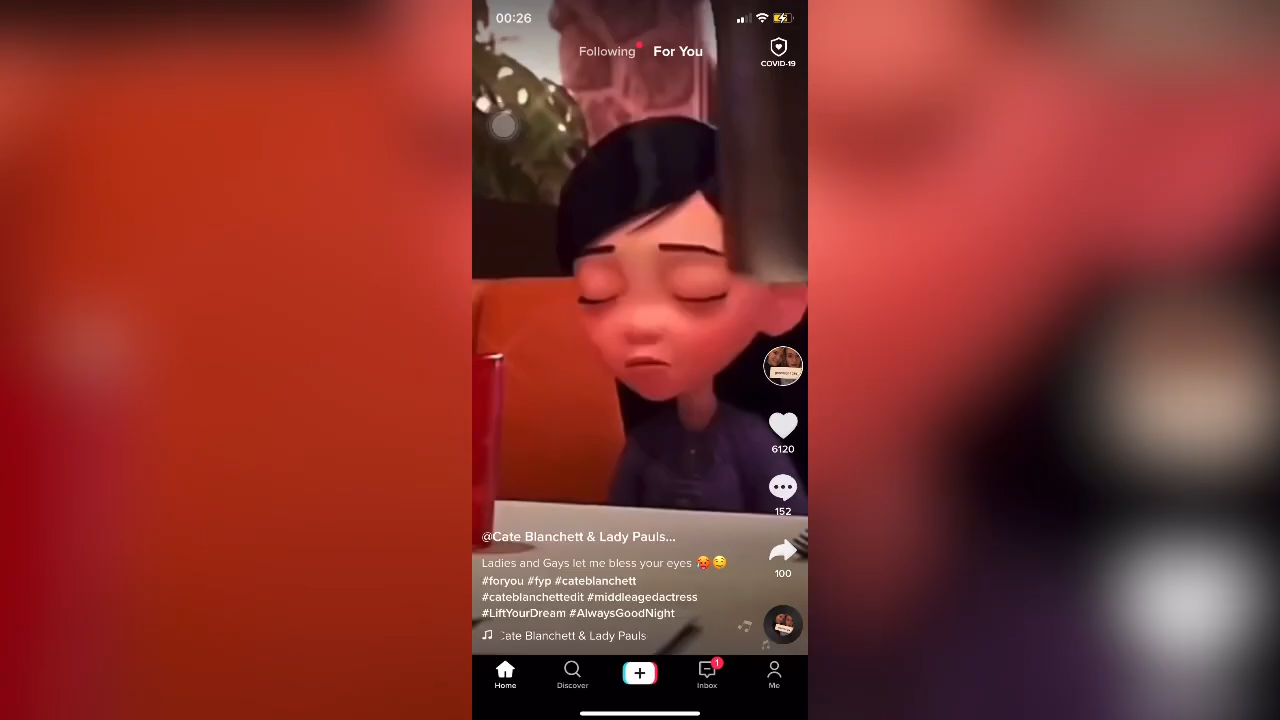 00:26
Following For You
COVID-19
6120
152
@Cate Blanchett & Lady Pauls...
Ladies and Gays let me bless your eyes 🥵🤤
100
#foryou #fyp #cateblanchett
#cateblanchettedit #middleagedactress
#LiftYourDream #AlwaysGoodNight
Cate Blanchett & Lady Pauls
1
Home Discover Inbox Me